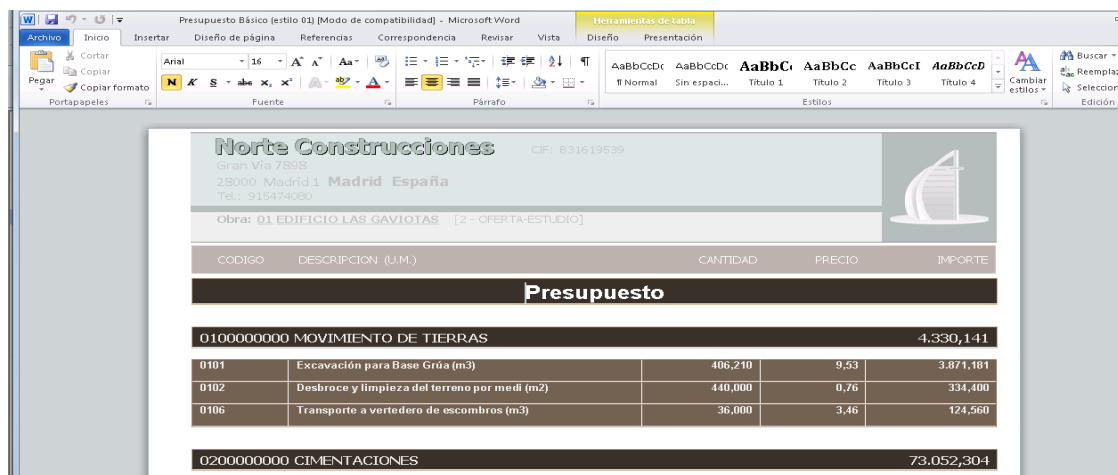 Presupuesto Básico (estilo 01) [Modo de compatibilidad] - Microsoft Word
Herramientas de tabla
Archivo Inicio Insertar Diseño de página Referencias Correspondencia Revisar Vista Diseño Presentación
Pegar
Cortar
Copiar
Copiar formato
Portapapeles
Arial 16
Fuente
Párrafo
AaBbCcDc AaBbCcDc AaBbC AaBbCc AaBbCcI AaBbCcD
¶ Normal Sin espaci... Título 1 Título 2 Título 3 Título 4
Cambiar estilos
Estilos
Buscar
Reemplaz
Seleccion
Edición
Norte Construcciones CIF: B31619539
Gran Via 7898
28000 Madrid 1 Madrid España
Tel.: 915474080
Obra: 01 EDIFICIO LAS GAVIOTAS [2 - OFERTA-ESTUDIO]
CODIGO DESCRIPCION (U.M.) CANTIDAD PRECIO IMPORTE
Presupuesto
0100000000 MOVIMIENTO DE TIERRAS 4.330,141
0101 Excavación para Base Grúa (m3) 406,210 9,53 3.871,181
0102 Desbroce y limpieza del terreno por medi (m2) 440,000 0,76 334,400
0106 Transporte a vertedero de escombros (m3) 36,000 3,46 124,560
0200000000 CIMENTACIONES 73.052,304